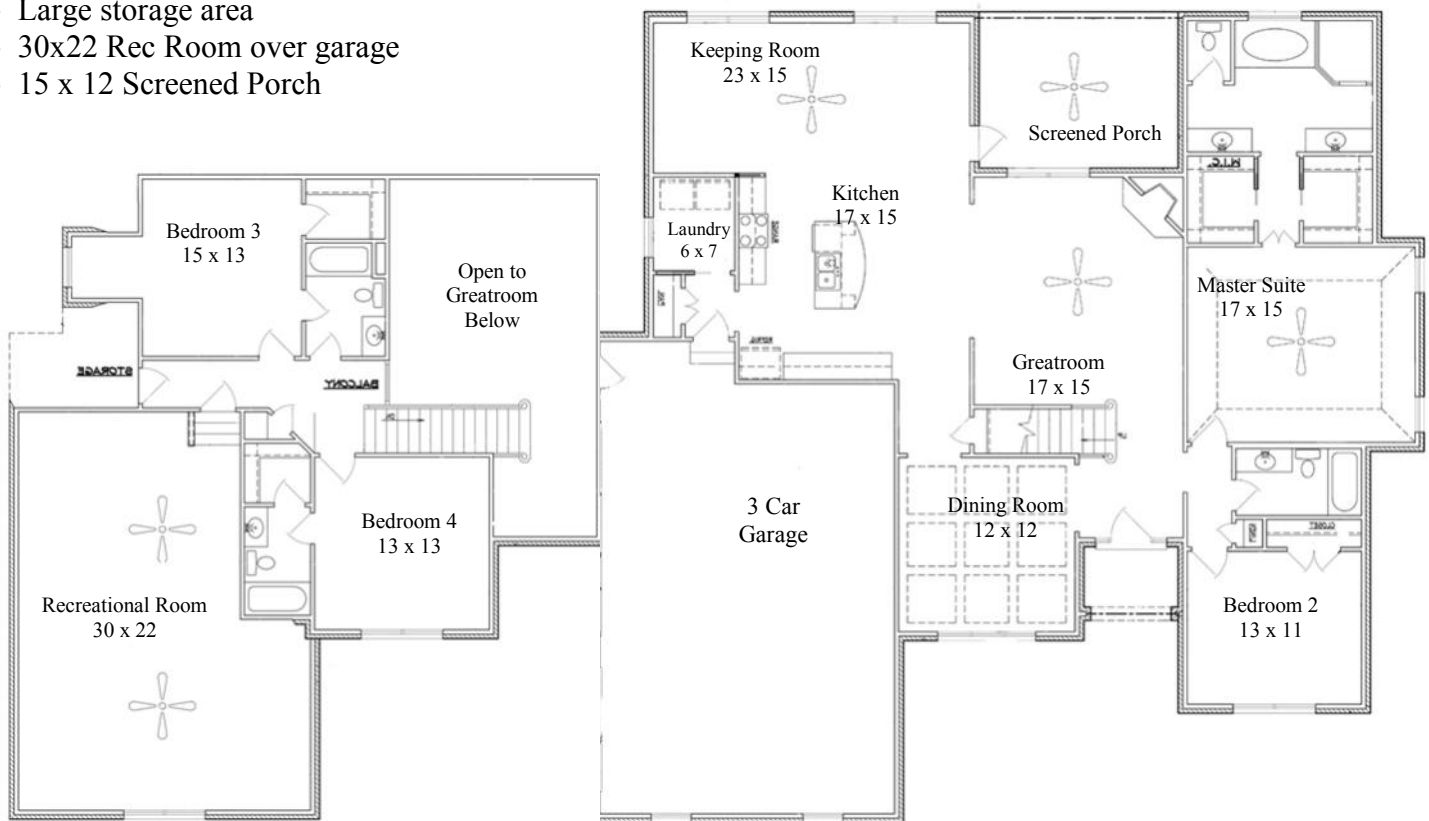 Large storage area
30x22 Rec Room over garage
15 x 12 Screened Porch
Keeping Room
23 x 15
Screened Porch
W.I.C.
Kitchen
17 x 15
Laundry
6 x 7
Bedroom 3
15 x 13
Open to
Greatroom
Below
Master Suite
17 x 15
STORAGE
BALCONY
Greatroom
17 x 15
3 Car
Garage
Dining Room
12 x 12
CLOSET
Bedroom 4
13 x 13
Recreational Room
30 x 22
Bedroom 2
13 x 11